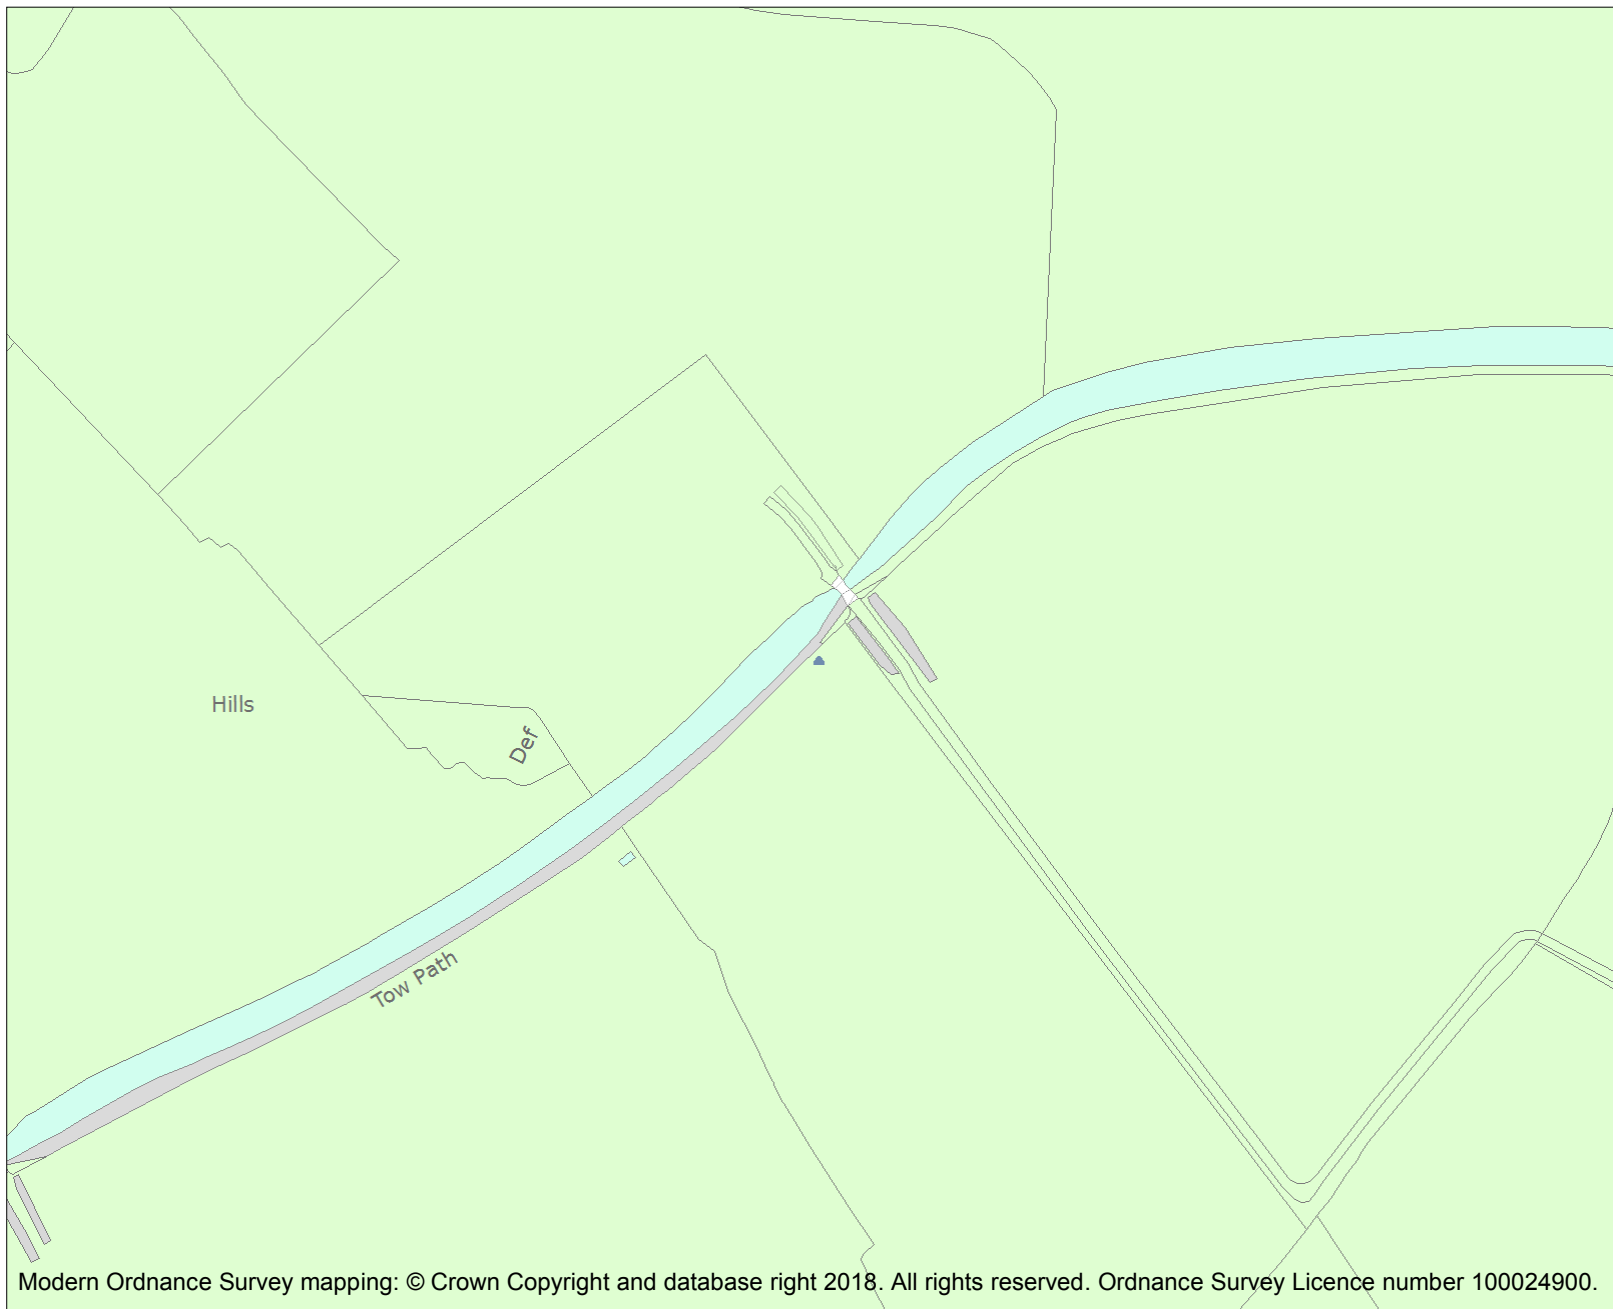 Hills
Def
Tow Path
Modern Ordnance Survey mapping: © Crown Copyright and database right 2018. All rights reserved. Ordnance Survey Licence number 100024900.